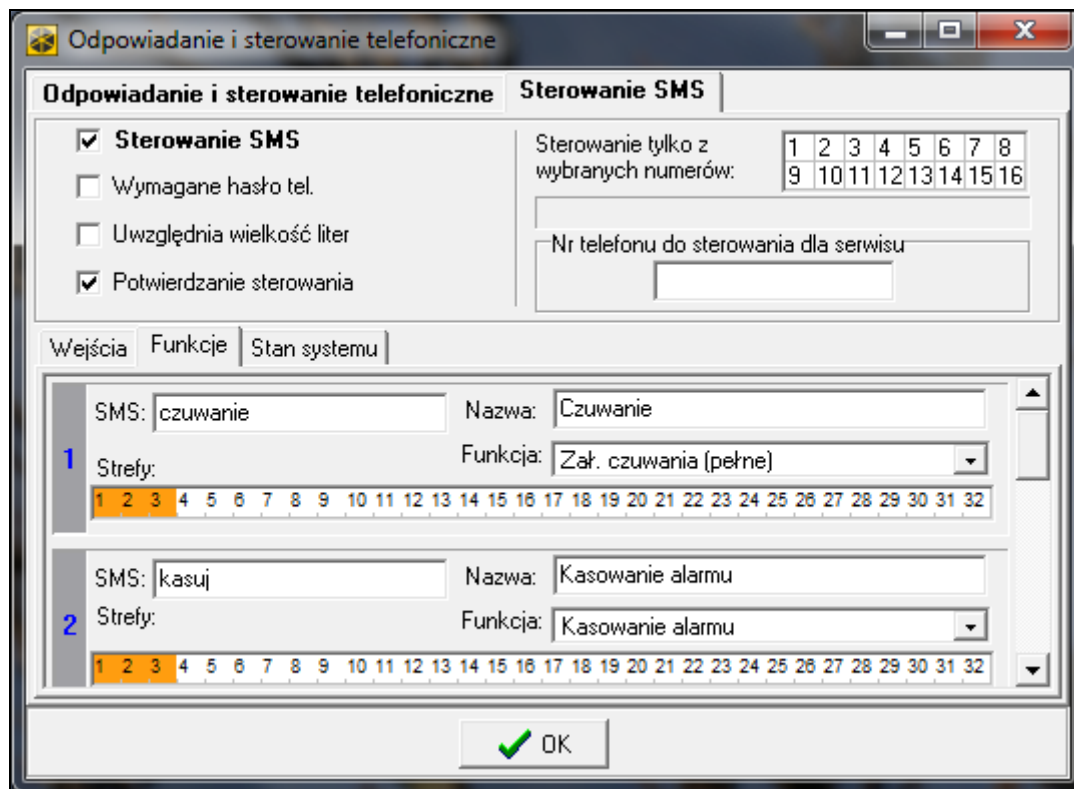 Odpowiadanie i sterowanie telefoniczne
Odpowiadanie i sterowanie telefoniczne
Sterowanie SMS
Sterowanie SMS
Wymagane hasło tel.
Uwzględnia wielkość liter
Potwierdzanie sterowania
Sterowanie tylko z
wybranych numerów:
1 2 3 4 5 6 7 8
9 10 11 12 13 14 15 16
Nr telefonu do sterowania dla serwisu
Wejścia
Funkcje
Stan systemu
1
SMS: czuwanie
Nazwa: Czuwanie
Strefy:
Funkcja: Zał. czuwania (pełne)
1 2 3 4 5 6 7 8 9 10 11 12 13 14 15 16 17 18 19 20 21 22 23 24 25 26 27 28 29 30 31 32
2
SMS: kasuj
Nazwa: Kasowanie alarmu
Strefy:
Funkcja: Kasowanie alarmu
1 2 3 4 5 6 7 8 9 10 11 12 13 14 15 16 17 18 19 20 21 22 23 24 25 26 27 28 29 30 31 32
OK